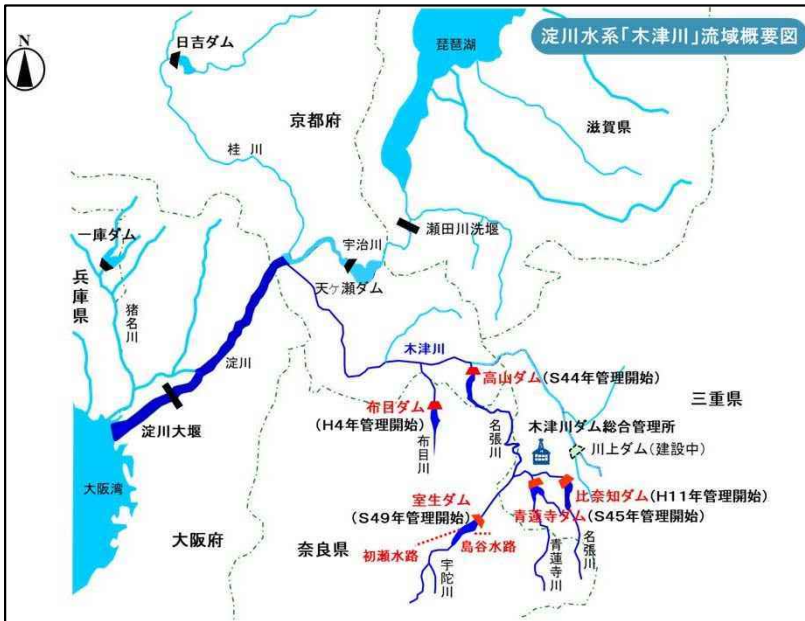 淀川水系「木津川」流域概要図
N
日吉ダム
琵琶湖
京都府
滋賀県
桂川
瀬田川洗堰
一庫ダム
宇治川
天ヶ瀬ダム
兵庫県
猪名川
淀川
木津川
高山ダム(S44年管理開始)
三重県
布目ダム
(H4年管理開始)
布目川
名張川
木津川ダム総合管理所
川上ダム(建設中)
淀川大堰
大阪湾
室生ダム
(S49年管理開始)
比奈知ダム(H11年管理開始)
青蓮寺ダム(S45年管理開始)
大阪府
奈良県
初瀬水路
島谷水路
宇陀川
青蓮寺川
名張川